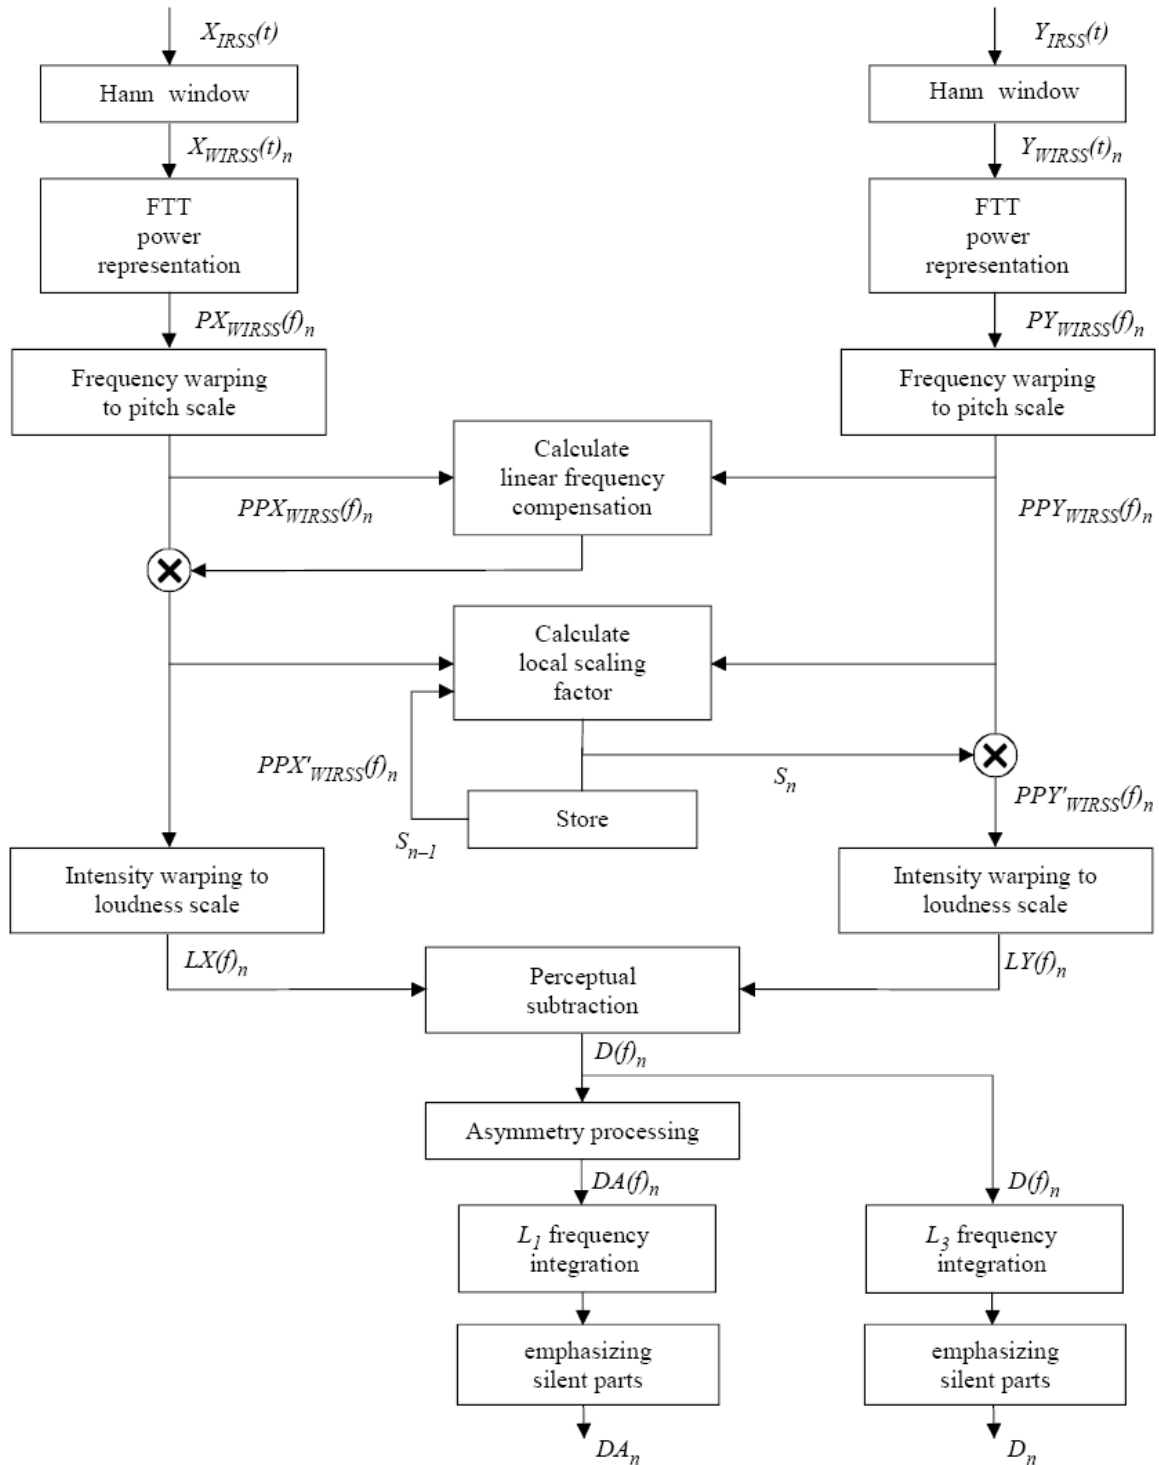 X_IRSS(t)
Y_IRSS(t)
Hann window
Hann window
X_WIRSS(t)_n
Y_WIRSS(t)_n
FTT
power
representation
FTT
power
representation
PX_WIRSS(f)_n
PY_WIRSS(f)_n
Frequency warping
to pitch scale
Frequency warping
to pitch scale
Calculate
linear frequency
compensation
PPX_WIRSS(f)_n
PPY_WIRSS(f)_n
Calculate
local scaling
factor
PPX'_WIRSS(f)_n
S_n
PPY'_WIRSS(f)_n
Store
S_n–1
Intensity warping to
loudness scale
Intensity warping to
loudness scale
LX(f)_n
LY(f)_n
Perceptual
subtraction
D(f)_n
Asymmetry processing
DA(f)_n
D(f)_n
L_1 frequency
integration
L_3 frequency
integration
emphasizing
silent parts
emphasizing
silent parts
DA_n
D_n